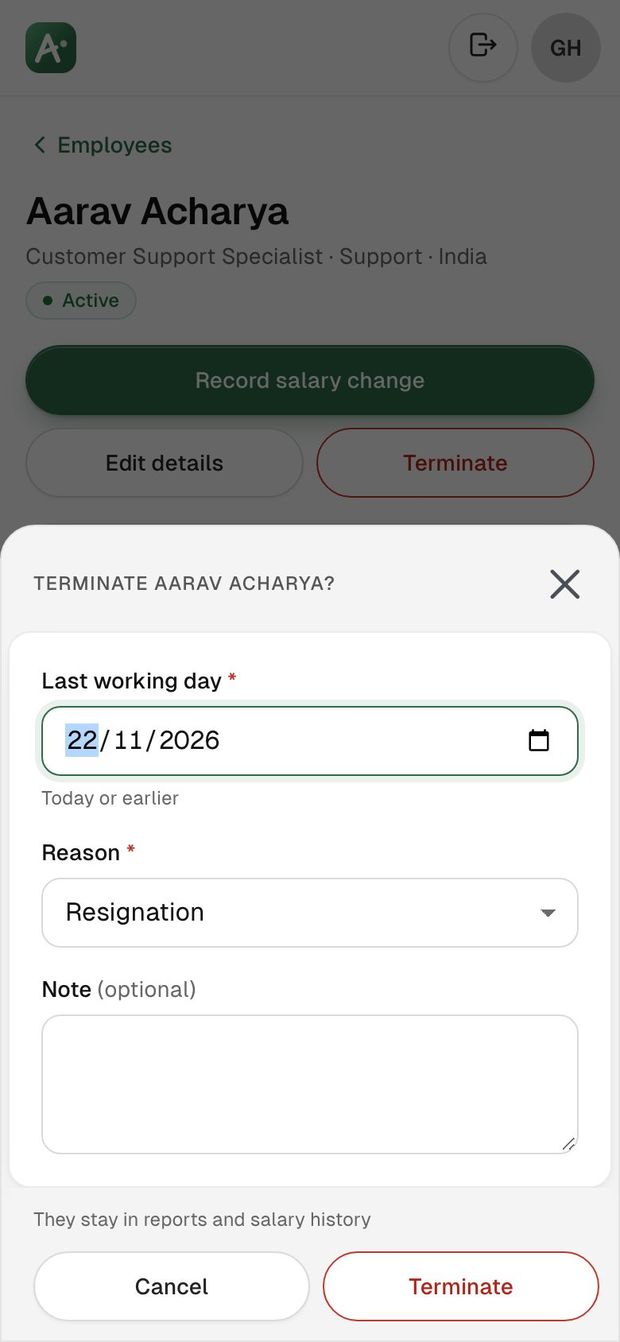 A
GH
Employees
Aarav Acharya
Customer Support Specialist · Support · India
Active
Record salary change
Edit details
Terminate
TERMINATE AARAV ACHARYA?
Last working day *
22/11/2026
Today or earlier
Reason *
Resignation
Note (optional)
They stay in reports and salary history
Cancel
Terminate